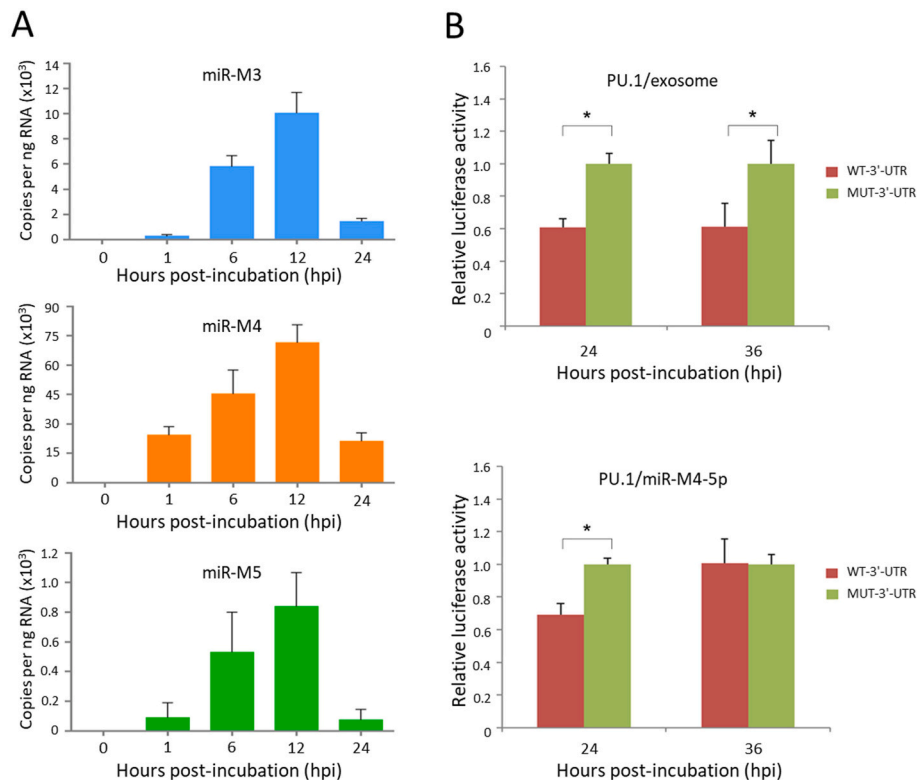 A
miR-M3
Copies per ng RNA (x10³)
14
12
10
8
6
4
2
0
0 1 6 12 24
Hours post-incubation (hpi)
miR-M4
Copies per ng RNA (x10³)
90
75
60
45
30
15
0
0 1 6 12 24
Hours post-incubation (hpi)
miR-M5
Copies per ng RNA (x10³)
1.2
1.0
0.8
0.6
0.4
0.2
0
0 1 6 12 24
Hours post-incubation (hpi)
B
PU.1/exosome
Relative luciferase activity
1.6
1.4
1.2
1.0
0.8
0.6
0.4
0.2
0
* *
24 36
Hours post-incubation (hpi)
WT-3'-UTR
MUT-3'-UTR
PU.1/miR-M4-5p
Relative luciferase activity
1.6
1.4
1.2
1.0
0.8
0.6
0.4
0.2
0
*
24 36
Hours post-incubation (hpi)
WT-3'-UTR
MUT-3'-UTR